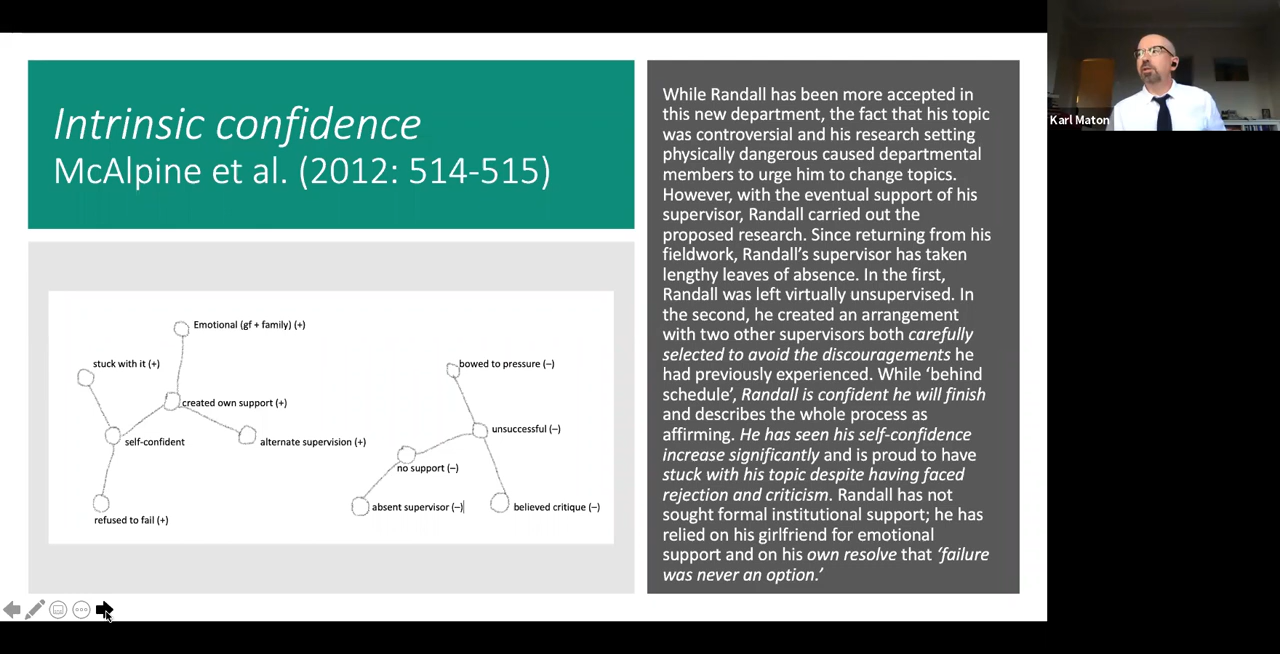 Intrinsic confidence
McAlpine et al. (2012: 514-515)
Emotional (gf + family) (+)
stuck with it (+)
created own support (+)
self-confident
alternate supervision (+)
refused to fail (+)
bowed to pressure (–)
unsuccessful (–)
no support (–)
absent supervisor (–)
believed critique (–)
While Randall has been more accepted in
this new department, the fact that his topic
was controversial and his research setting
physically dangerous caused departmental
members to urge him to change topics.
However, with the eventual support of his
supervisor, Randall carried out the
proposed research. Since returning from his
fieldwork, Randall’s supervisor has taken
lengthy leaves of absence. In the first,
Randall was left virtually unsupervised. In
the second, he created an arrangement
with two other supervisors both carefully
selected to avoid the discouragements he
had previously experienced. While ‘behind
schedule’, Randall is confident he will finish
and describes the whole process as
affirming. He has seen his self-confidence
increase significantly and is proud to have
stuck with his topic despite having faced
rejection and criticism. Randall has not
sought formal institutional support; he has
relied on his girlfriend for emotional
support and on his own resolve that ‘failure
was never an option.’
Karl Maton